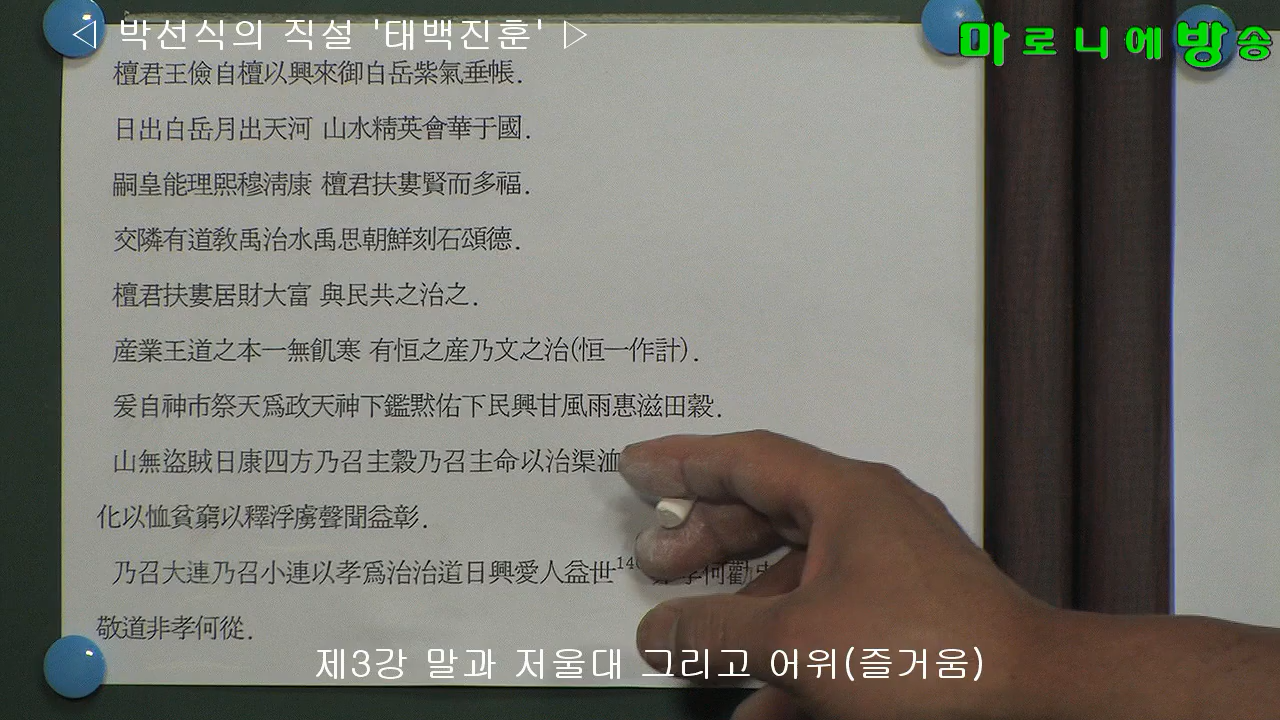 ◁ 박선식의 직설 '태백진훈' ▷
마로니에방송
檀君王儉自檀以興來御白岳紫氣垂帳.
日出白岳月出天河 山水精英會華于國.
嗣皇能理熙穆淸康 檀君扶婁賢而多福.
交隣有道敎禹治水禹思朝鮮刻石頌德.
檀君扶婁居財大富 與民共之治之.
産業王道之本一無飢寒 有恒之産乃文之治(恒一作計).
爰自神市祭天爲政天神下鑑黙佑下民興甘風雨惠滋田穀.
山無盜賊日康四方乃召主穀乃召主命以治渠洫
化以恤貧窮以釋浮虜聲聞益彰.
乃召大連乃召小連以孝爲治治道日興愛人益世 孝何勸
敬道非孝何從.
제3강 말과 저울대 그리고 어위(즐거움)